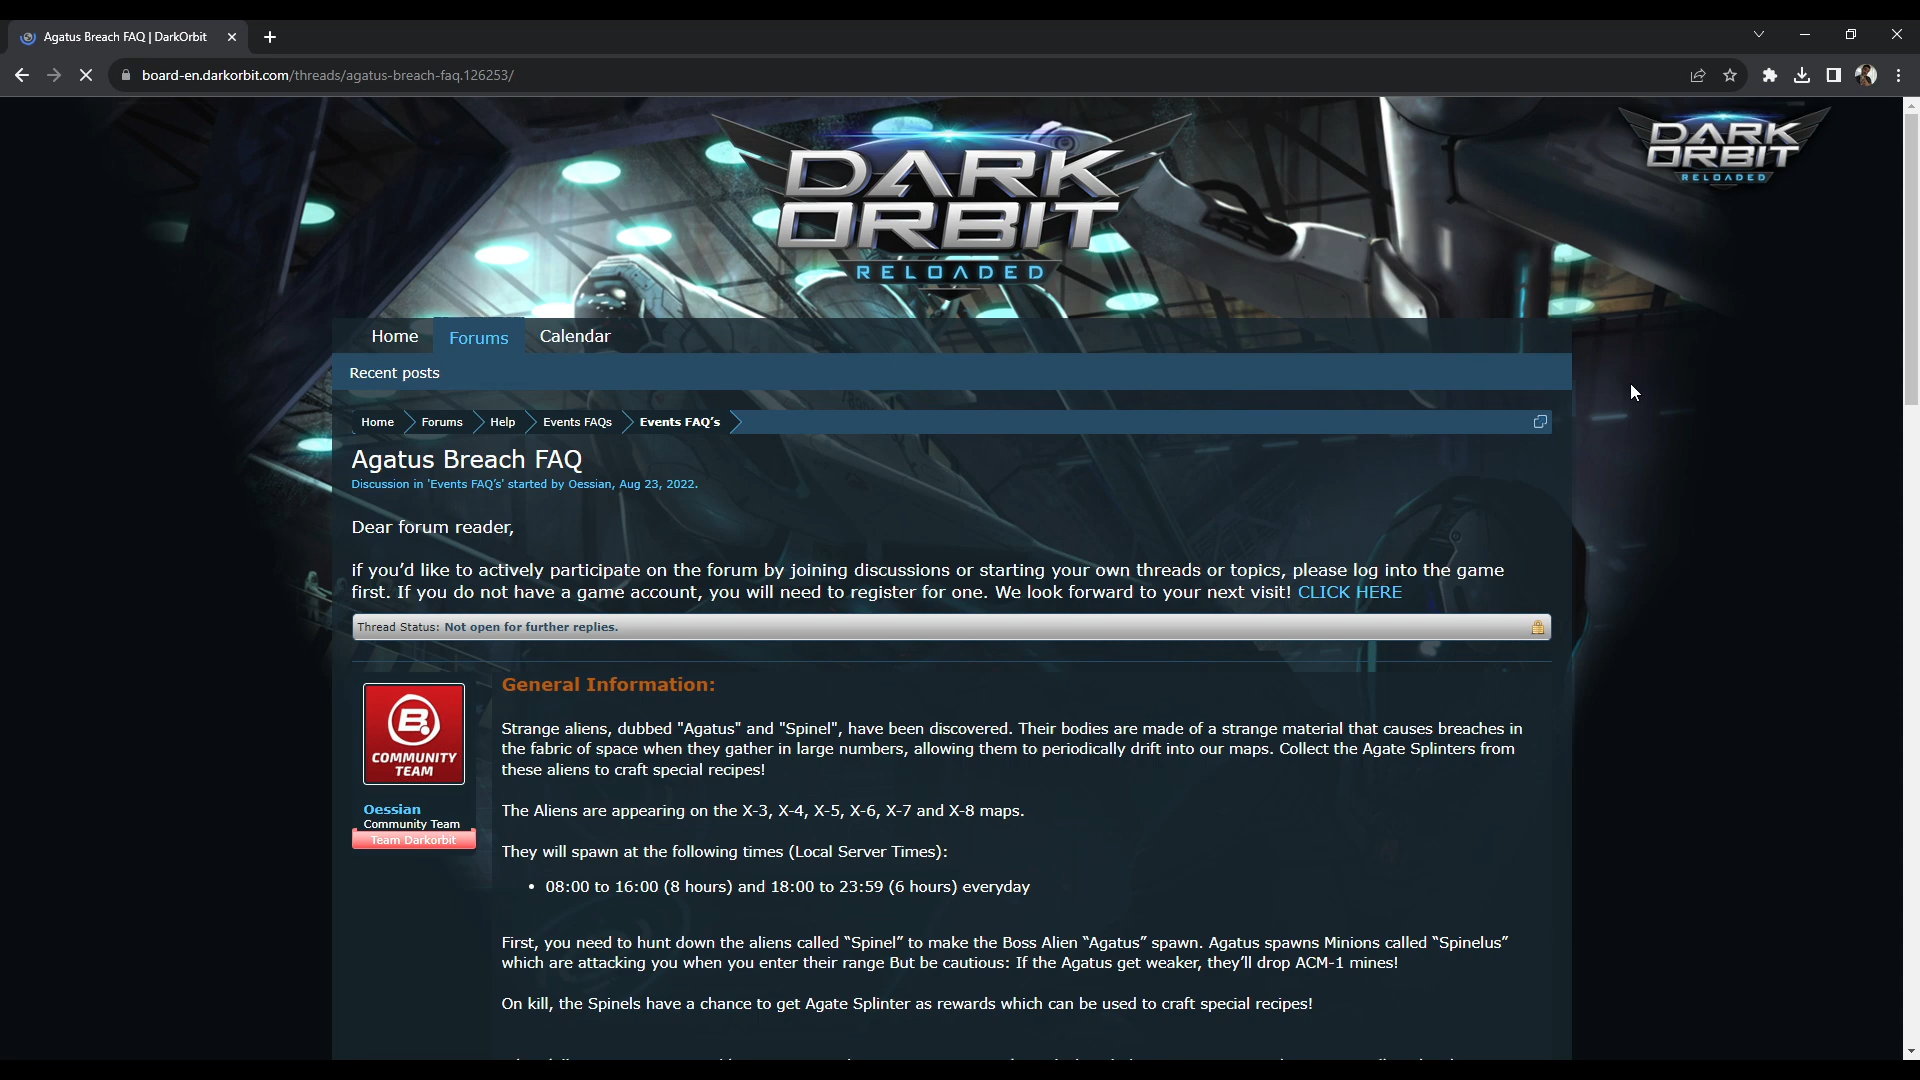 Agatus Breach FAQ | DarkOrbit
board-en.darkorbit.com/threads/agatus-breach-faq.126253/
DARK
ORBIT
RELOADED
DARK
ORBIT
RELOADED
Home
Forums
Calendar
Recent posts
Home
Forums
Help
Events FAQs
Events FAQ's
Agatus Breach FAQ
Discussion in 'Events FAQ's' started by Oessian, Aug 23, 2022.
Dear forum reader,
if you'd like to actively participate on the forum by joining discussions or starting your own threads or topics, please log into the game
first. If you do not have a game account, you will need to register for one. We look forward to your next visit! CLICK HERE
Thread Status: Not open for further replies.
B.
COMMUNITY
TEAM
Oessian
Community Team
Team Darkorbit
General Information:
Strange aliens, dubbed "Agatus" and "Spinel", have been discovered. Their bodies are made of a strange material that causes breaches in
the fabric of space when they gather in large numbers, allowing them to periodically drift into our maps. Collect the Agate Splinters from
these aliens to craft special recipes!
The Aliens are appearing on the X-3, X-4, X-5, X-6, X-7 and X-8 maps.
They will spawn at the following times (Local Server Times):
• 08:00 to 16:00 (8 hours) and 18:00 to 23:59 (6 hours) everyday
First, you need to hunt down the aliens called “Spinel” to make the Boss Alien “Agatus” spawn. Agatus spawns Minions called “Spinelus”
which are attacking you when you enter their range But be cautious: If the Agatus get weaker, they’ll drop ACM-1 mines!
On kill, the Spinels have a chance to get Agate Splinter as rewards which can be used to craft special recipes!